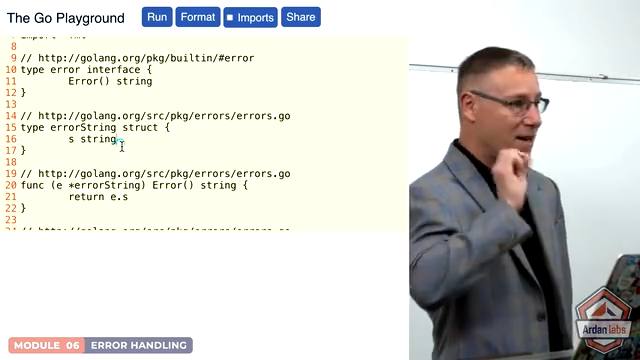 The Go Playground Run Format Imports Share
8
9 // http://golang.org/pkg/builtin/#error
10 type error interface {
11 Error() string
12 }
13
14 // http://golang.org/src/pkg/errors/errors.go
15 type errorString struct {
16 s string
17 }
18
19 // http://golang.org/src/pkg/errors/errors.go
20 func (e *errorString) Error() string {
21 return e.s
22 }
23
MODULE 06 ERROR HANDLING
Ardan labs